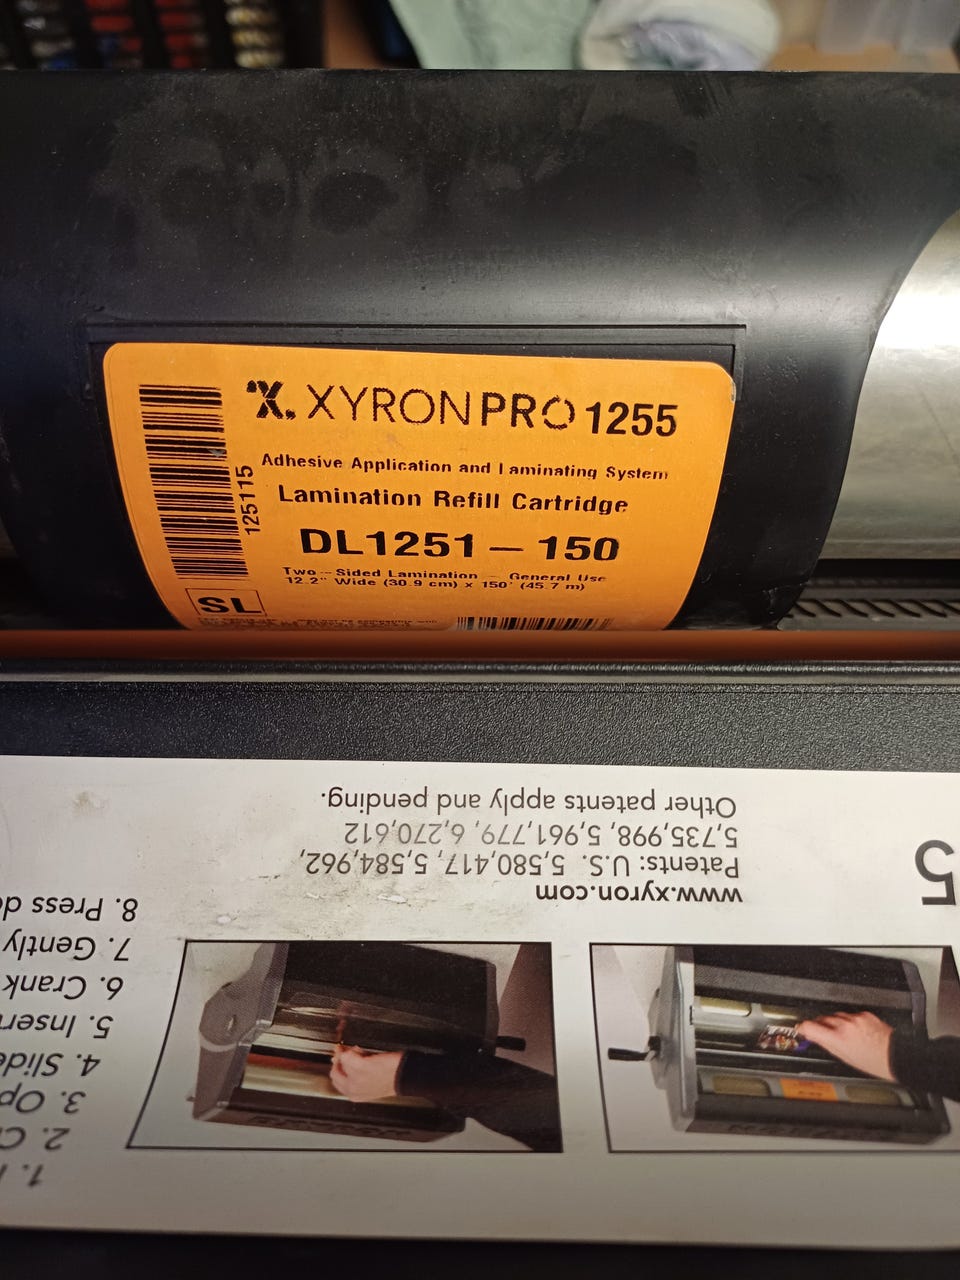 XYRON PRO 1255
Adhesive Application and Laminating System
Lamination Refill Cartridge
DL1251 – 150
Two – Sided Lamination – General Use
12.2" Wide (30.9 cm) x 150' (45.7 m)
SL
125115
5
www.xyron.com
Patents: U.S. 5,580,417, 5,584,962,
5,735,998, 5,961,779, 6,270,612
Other patents apply and pending.
1.
2. C
3. Op
4. Slide
5. Inser
6. Crank
7. Gently
8. Press d